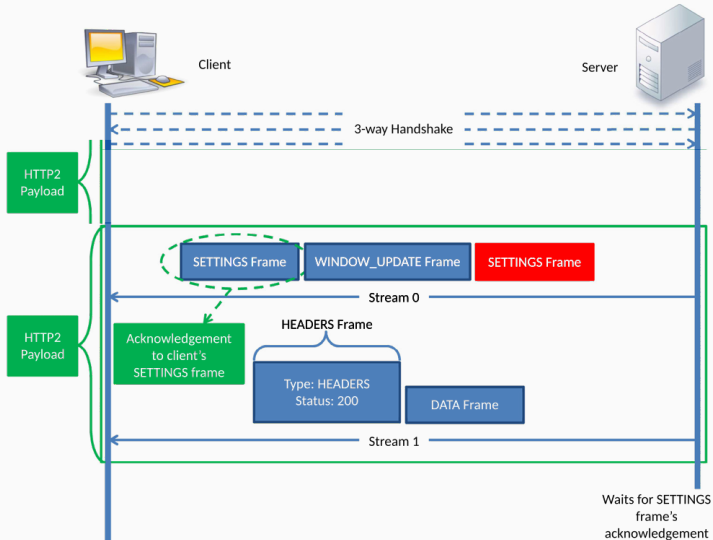 Client
Server
3-way Handshake
HTTP2
Payload
SETTINGS Frame
WINDOW_UPDATE Frame
SETTINGS Frame
Stream 0
HTTP2
Payload
Acknowledgement
to client's
SETTINGS frame
HEADERS Frame
Type: HEADERS
Status: 200
DATA Frame
Stream 1
Waits for SETTINGS
frame's
acknowledgement